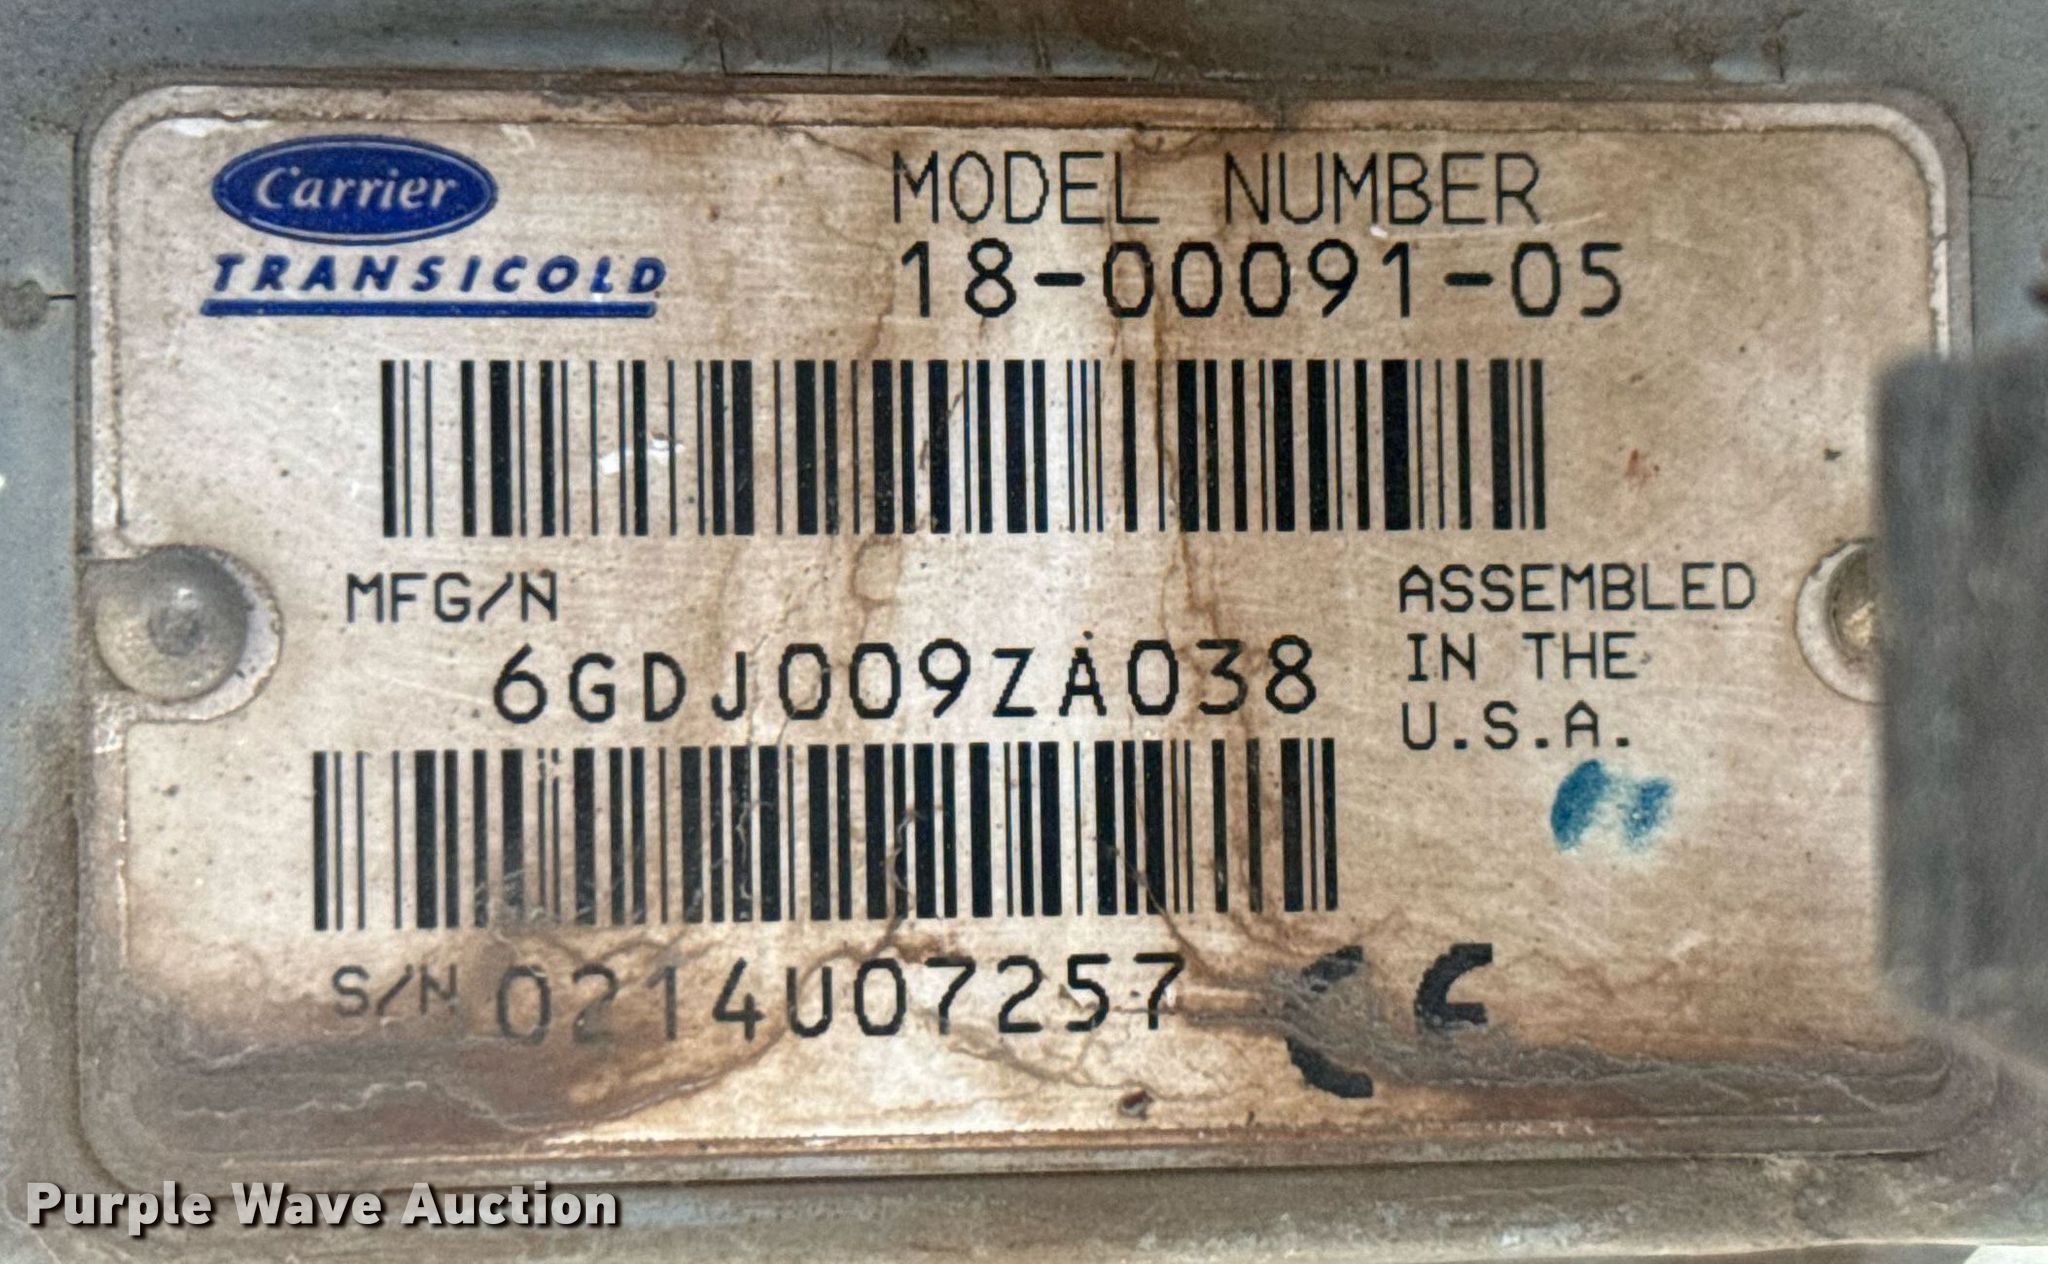 Carrier
TRANSICOLD
MODEL NUMBER
18-00091-05
MFG/N
6GDJ009ZA038
ASSEMBLED
IN THE
U.S.A.
S/N 0214U07257
Purple Wave Auction